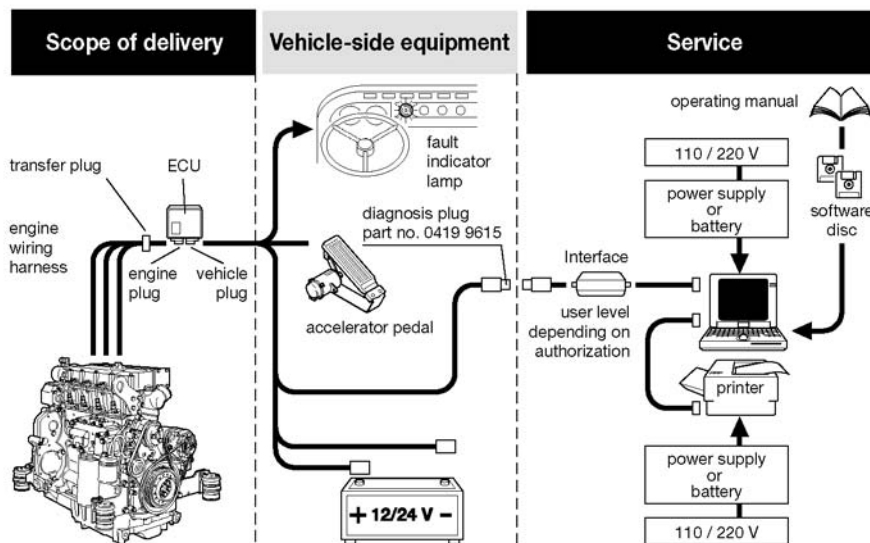 Scope of delivery
Vehicle-side equipment
Service
transfer plug
ECU
engine
wiring
harness
engine
plug
vehicle
plug
fault
indicator
lamp
diagnosis plug
part no. 0419 9615
accelerator pedal
+ 12/24 V −
Interface
user level
depending on
authorization
operating manual
110 / 220 V
power supply
or
battery
software
disc
printer
power supply
or
battery
110 / 220 V